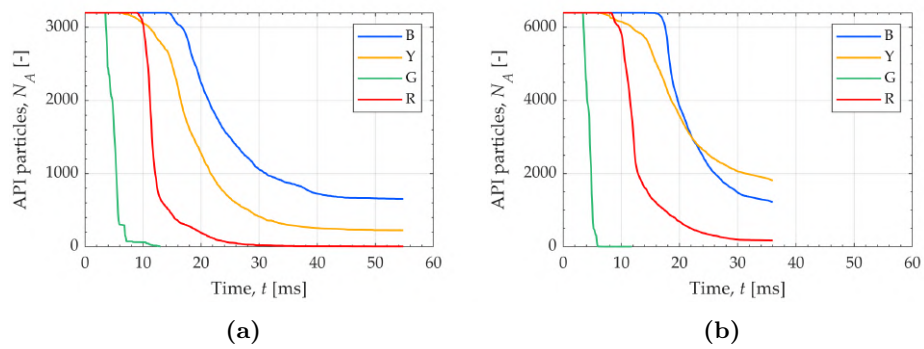 3000
2000
1000
0
API particles, N_A [-]
B
Y
G
R
0 10 20 30 40 50 60
Time, t [ms]
(a)
6000
4000
2000
0
API particles, N_A [-]
B
Y
G
R
0 10 20 30 40 50 60
Time, t [ms]
(b)